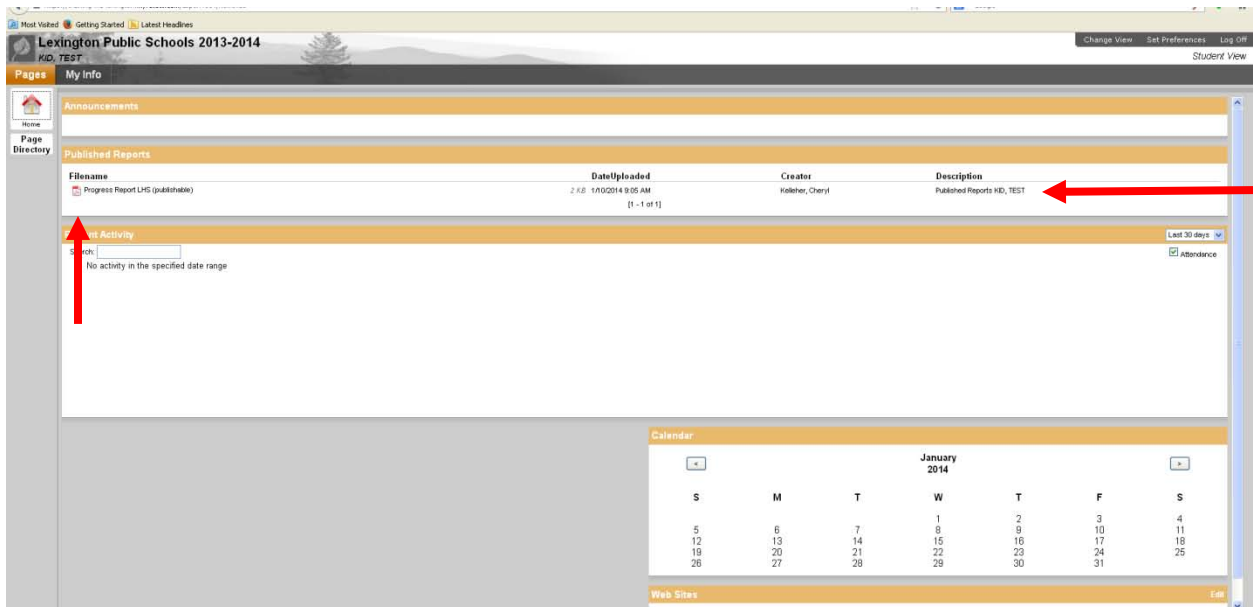 Most Visited Getting Started Latest Headlines
Lexington Public Schools 2013-2014
Change View Set Preferences Log Off
KID, TEST
Student View
Pages My Info
Home
Page
Directory
Announcements
Published Reports
Filename DateUploaded Creator Description
Progress Report LHS (publishable) 2 KB 1/10/2014 9:05 AM Kelleher, Cheryl Published Reports KID, TEST
[1 - 1 of 1]
Activity Last 30 days
Attendance
No activity in the specified date range
Calendar
< January >
2014
S M T W T F S
1 2 3 4
5 6 7 8 9 10 11
12 13 14 15 16 17 18
19 20 21 22 23 24 25
26 27 28 29 30 31
Web Sites Edit